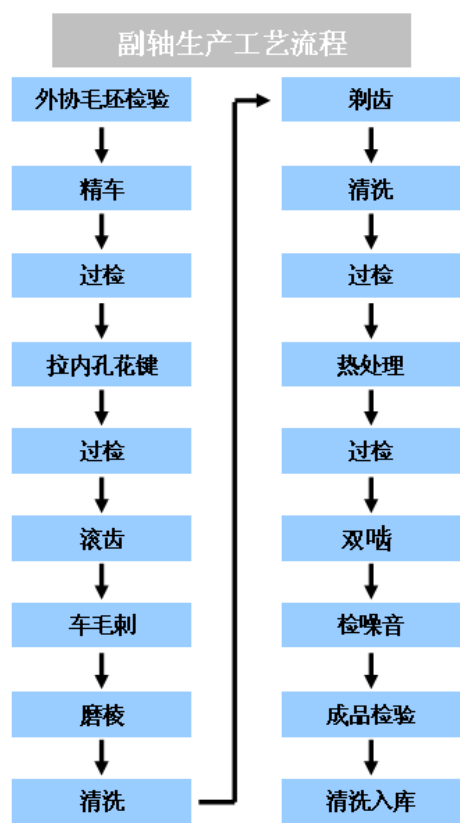 副轴生产工艺流程
外协毛坯检验
精车
过检
拉内孔花键
过检
滚齿
车毛刺
磨棱
清洗
剃齿
清洗
过检
热处理
过检
双啮
检噪音
成品检验
清洗入库